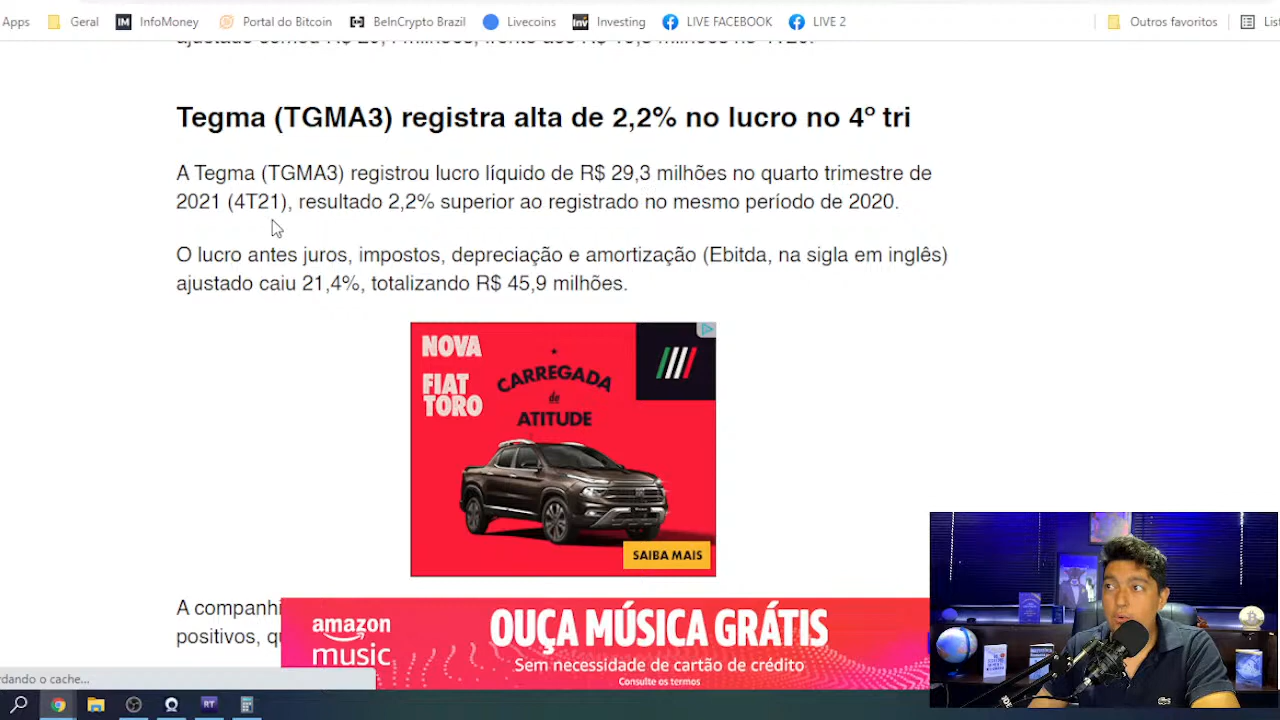 Apps Geral InfoMoney Portal do Bitcoin BeInCrypto Brazil Livecoins Investing LIVE FACEBOOK LIVE 2 Outros favoritos
Tegma (TGMA3) registra alta de 2,2% no lucro no 4º tri
A Tegma (TGMA3) registrou lucro líquido de R$ 29,3 milhões no quarto trimestre de
2021 (4T21), resultado 2,2% superior ao registrado no mesmo período de 2020.
O lucro antes juros, impostos, depreciação e amortização (Ebitda, na sigla em inglês)
ajustado caiu 21,4%, totalizando R$ 45,9 milhões.
NOVA
FIAT
TORO
CARREGADA
de
ATITUDE
SAIBA MAIS
A companhi
positivos, qu
amazon
music
OUÇA MÚSICA GRÁTIS
Sem necessidade de cartão de crédito
Consulte os termos
rdando o cache...
RT